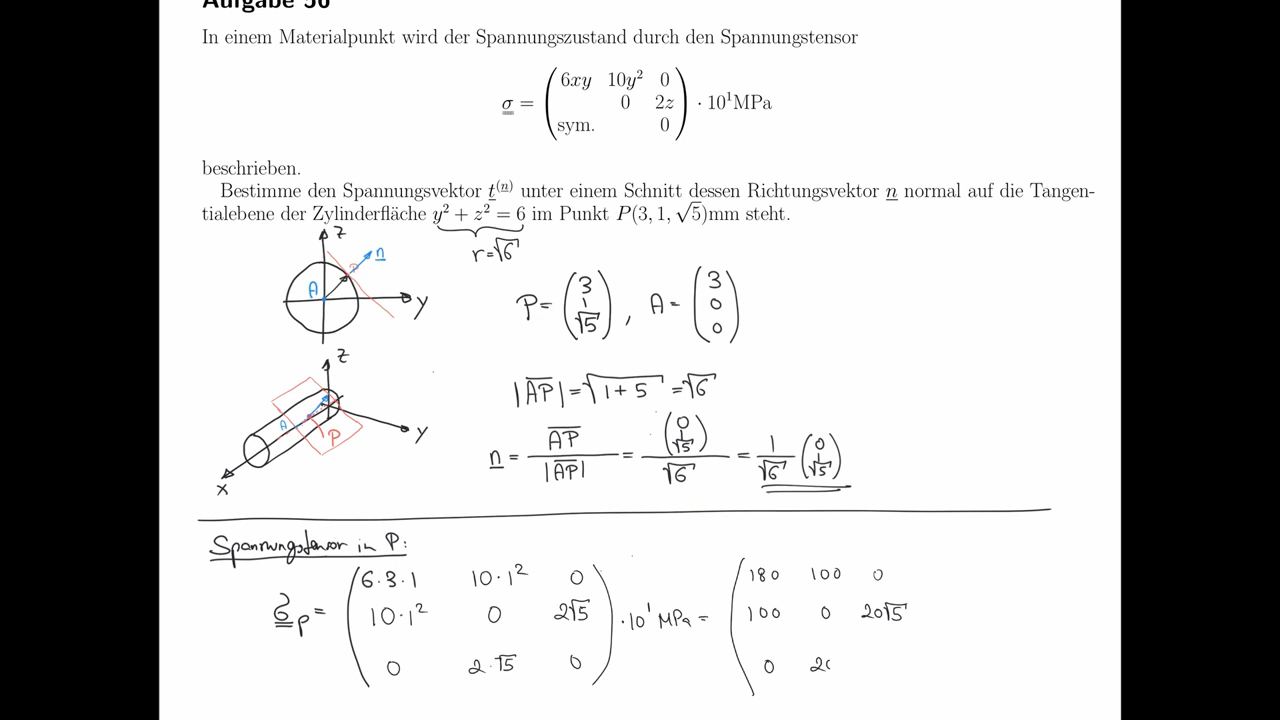 Aufgabe 56
In einem Materialpunkt wird der Spannungszustand durch den Spannungstensor
σ = ( 6xy 10y² 0
0 2z
sym. 0 ) · 10¹MPa
beschrieben.
Bestimme den Spannungsvektor t⁽ⁿ⁾ unter einem Schnitt dessen Richtungsvektor n normal auf die Tangen-
tialebene der Zylinderfläche y² + z² = 6 im Punkt P(3, 1, √5)mm steht.
r=√6
z
n
P
A
y
P = ( 3 1 √5 ) , A = ( 3 0 0 )
z
A
P
y
x
|AP| = √1+5 = √6
n = AP / |AP| = ( 0 1 √5 ) / √6 = 1/√6 ( 0 1 √5 )
Spannungstensor in P:
σ_P = ( 6·3·1 10·1² 0
10·1² 0 2√5
0 2·√5 0 ) ·10¹ MPa =
( 180 100 0
100 0 20√5
0 20